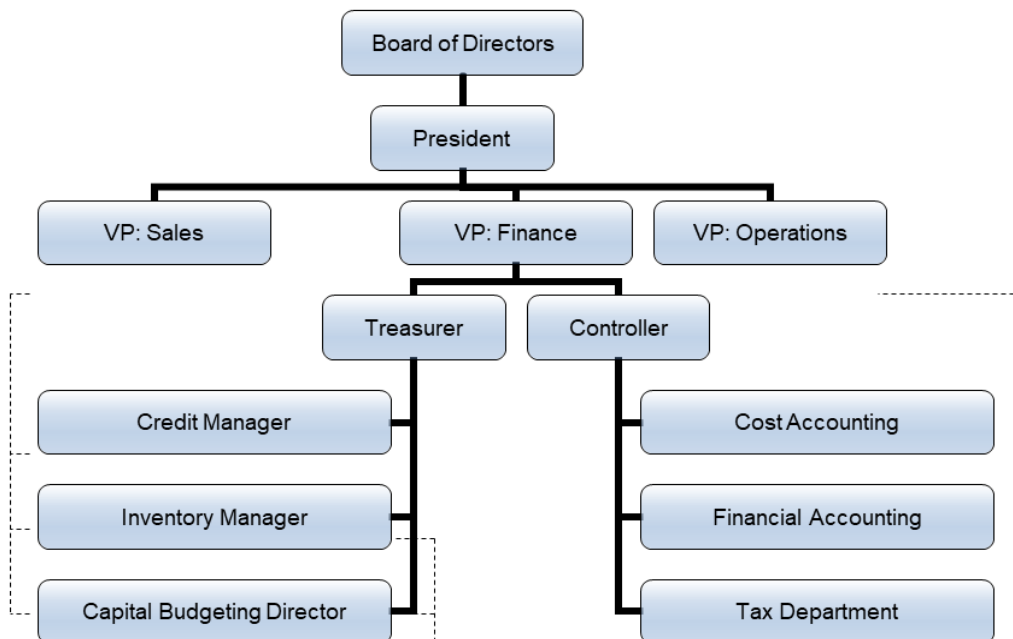 Board of Directors
President
VP: Sales
VP: Finance
VP: Operations
Treasurer
Controller
Credit Manager
Cost Accounting
Inventory Manager
Financial Accounting
Capital Budgeting Director
Tax Department